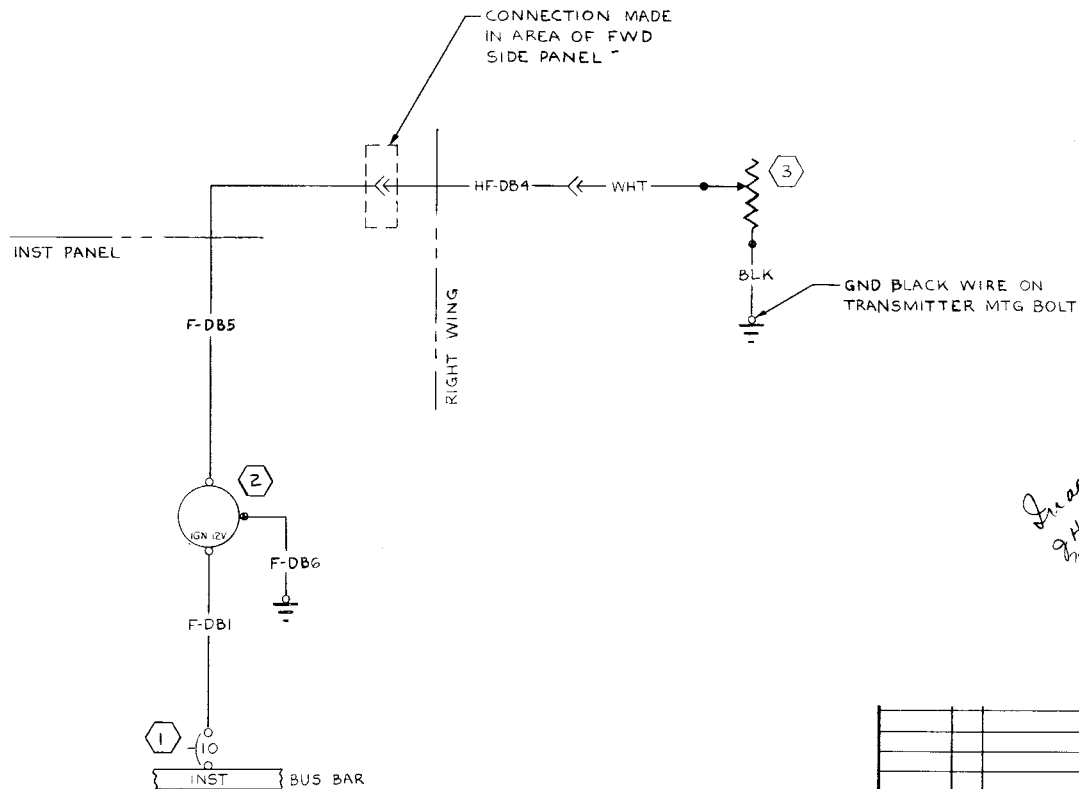 CONNECTION MADE
IN AREA OF FWD
SIDE PANEL
HF-DB4
WHT
3
INST PANEL
BLK
GND BLACK WIRE ON
TRANSMITTER MTG BOLT
RIGHT WING
F-DB5
2
IGN 12V
F-DB6
F-DB1
1
10
INST
BUS BAR